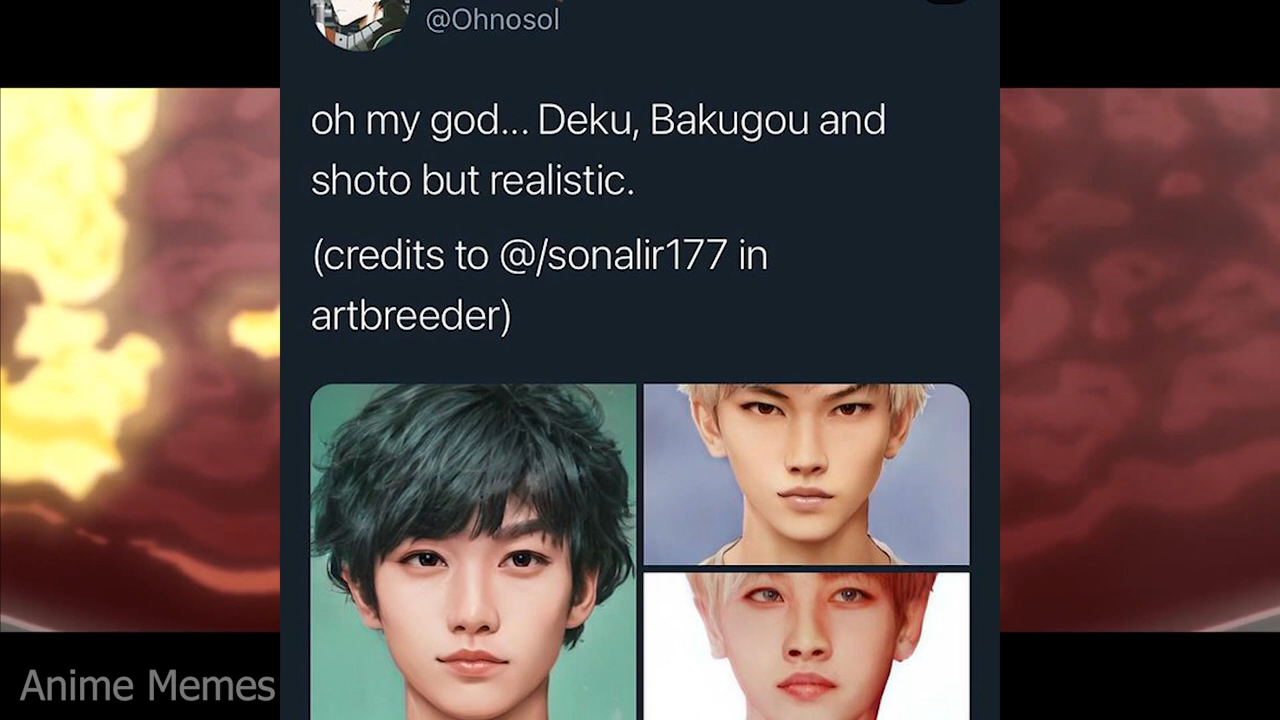 @Ohnosol
oh my god... Deku, Bakugou and
shoto but realistic.
(credits to @/sonalir177 in
artbreeder)
Anime Memes